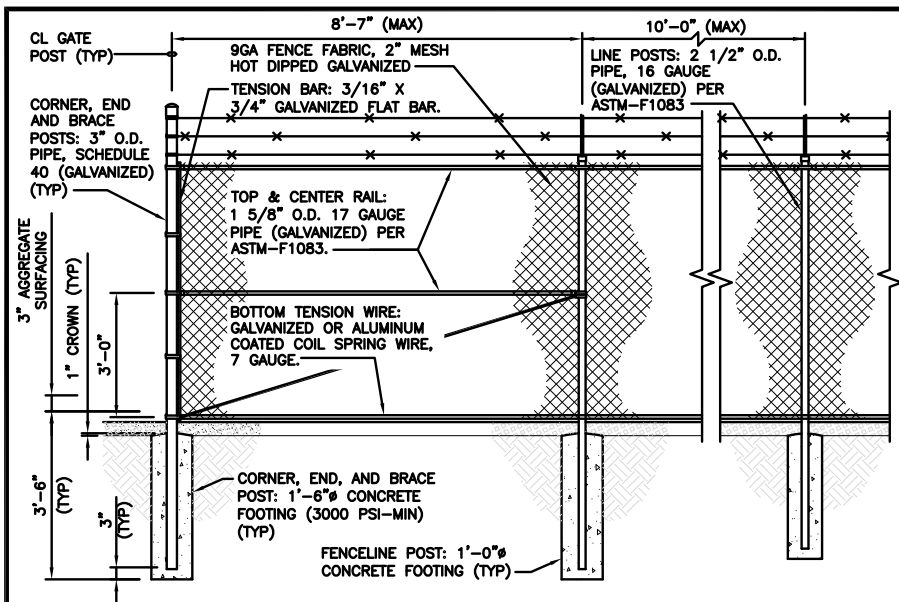 8'-7" (MAX)
10'-0" (MAX)
CL GATE
POST (TYP)
9GA FENCE FABRIC, 2" MESH
HOT DIPPED GALVANIZED
TENSION BAR: 3/16" X
3/4" GALVANIZED FLAT BAR.
LINE POSTS: 2 1/2" O.D.
PIPE, 16 GAUGE
(GALVANIZED) PER
ASTM-F1083
CORNER, END
AND BRACE
POSTS: 3" O.D.
PIPE, SCHEDULE
40 (GALVANIZED)
(TYP)
TOP & CENTER RAIL:
1 5/8" O.D. 17 GAUGE
PIPE (GALVANIZED) PER
ASTM-F1083.
3" AGGREGATE
SURFACING
1" CROWN (TYP)
3'-0"
BOTTOM TENSION WIRE:
GALVANIZED OR ALUMINUM
COATED COIL SPRING WIRE,
7 GAUGE.
3'-6"
(TYP)
3"
(TYP)
CORNER, END, AND BRACE
POST: 1'-6"ø CONCRETE
FOOTING (3000 PSI-MIN)
(TYP)
FENCELINE POST: 1'-0"ø
CONCRETE FOOTING (TYP)